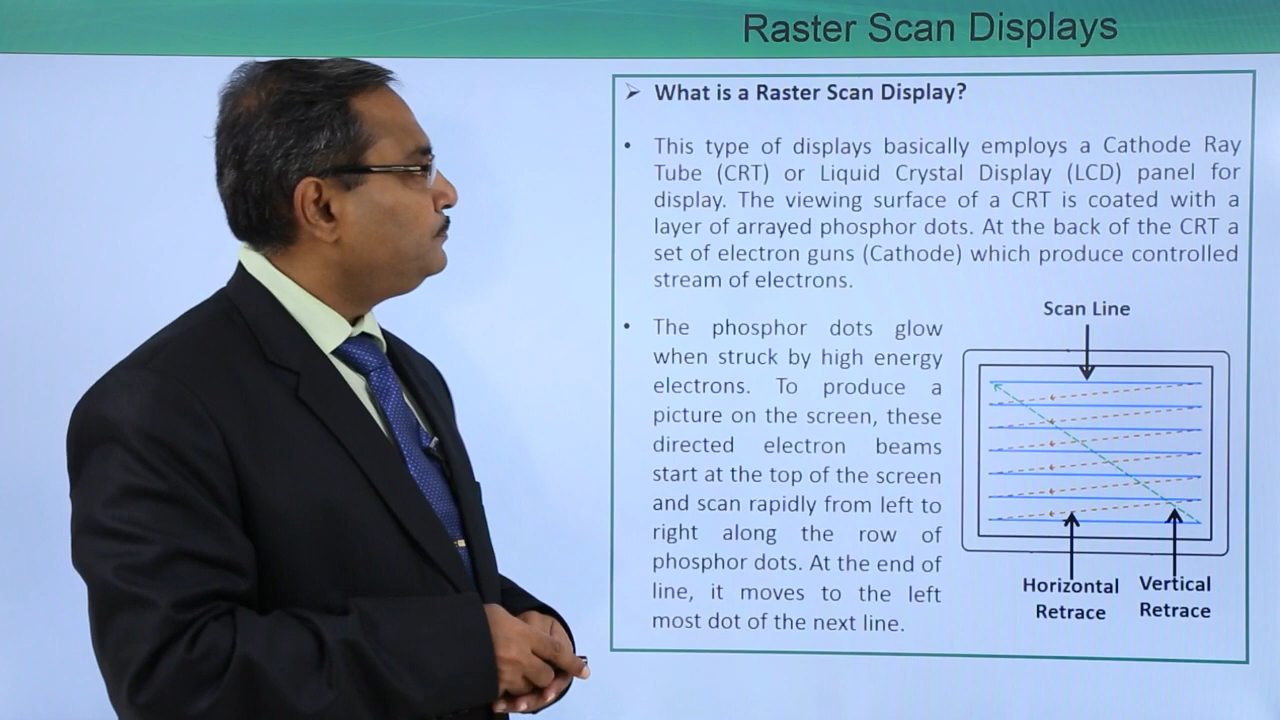 Raster Scan Displays
➢ What is a Raster Scan Display?
• This type of displays basically employs a Cathode Ray
Tube (CRT) or Liquid Crystal Display (LCD) panel for
display. The viewing surface of a CRT is coated with a
layer of arrayed phosphor dots. At the back of the CRT a
set of electron guns (Cathode) which produce controlled
stream of electrons.
• The phosphor dots glow
when struck by high energy
electrons. To produce a
picture on the screen, these
directed electron beams
start at the top of the screen
and scan rapidly from left to
right along the row of
phosphor dots. At the end of
line, it moves to the left
most dot of the next line.
Scan Line
Horizontal
Retrace
Vertical
Retrace